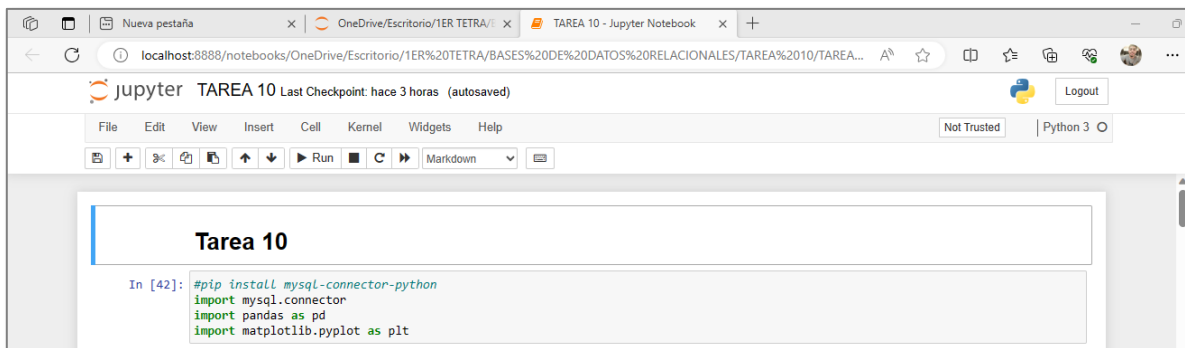 Nueva pestaña
OneDrive/Escritorio/1ER TETRA/
TAREA 10 - Jupyter Notebook
localhost:8888/notebooks/OneDrive/Escritorio/1ER%20TETRA/BASES%20DE%20DATOS%20RELACIONALES/TAREA%2010/TAREA...
jupyter TAREA 10 Last Checkpoint: hace 3 horas (autosaved)
Logout
File Edit View Insert Cell Kernel Widgets Help
Not Trusted Python 3
Run Markdown
Tarea 10
In [42]: #pip install mysql-connector-python
import mysql.connector
import pandas as pd
import matplotlib.pyplot as plt